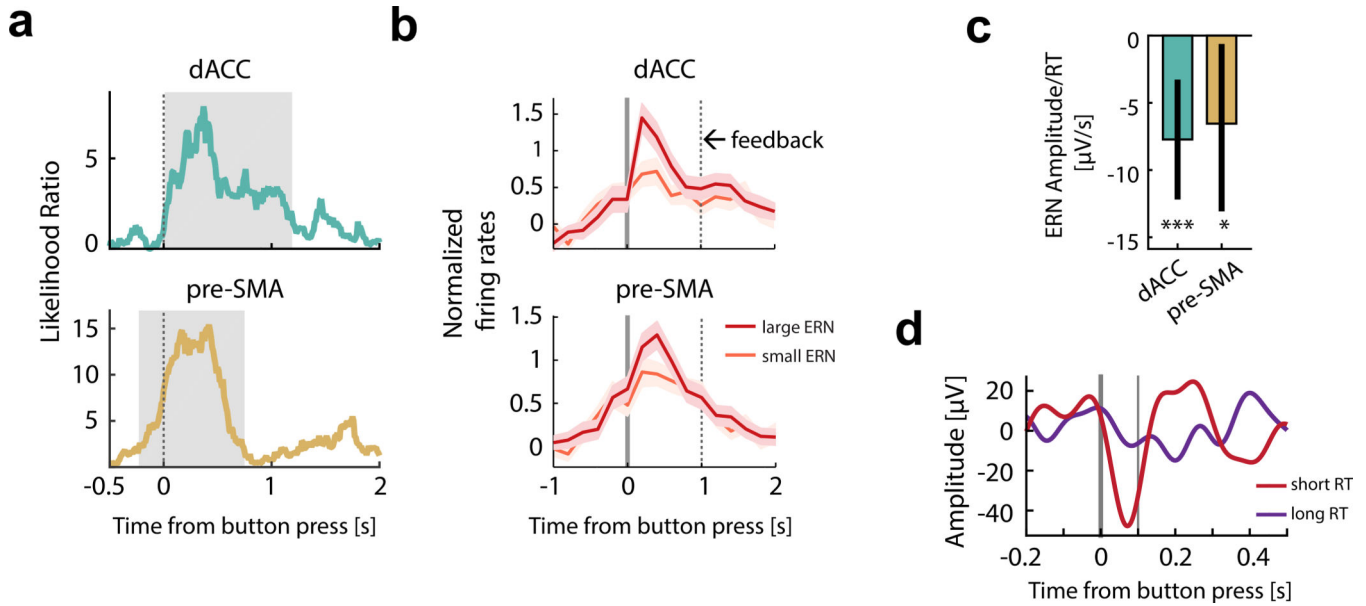 a
dACC
Likelihood Ratio
5
0
pre-SMA
15
10
5
-0.5
0
1
2
Time from button press [s]
b
dACC
Normalized
firing rates
1.5
1
0.5
0
← feedback
pre-SMA
1.5
1
0.5
0
large ERN
small ERN
-1
0
1
2
Time from button press [s]
c
ERN Amplitude/RT
[µV/s]
0
-5
-10
-15
***
*
dACC
pre-SMA
d
Amplitude [µV]
20
0
-20
-40
short RT
long RT
-0.2
0
0.2
0.4
Time from button press [s]